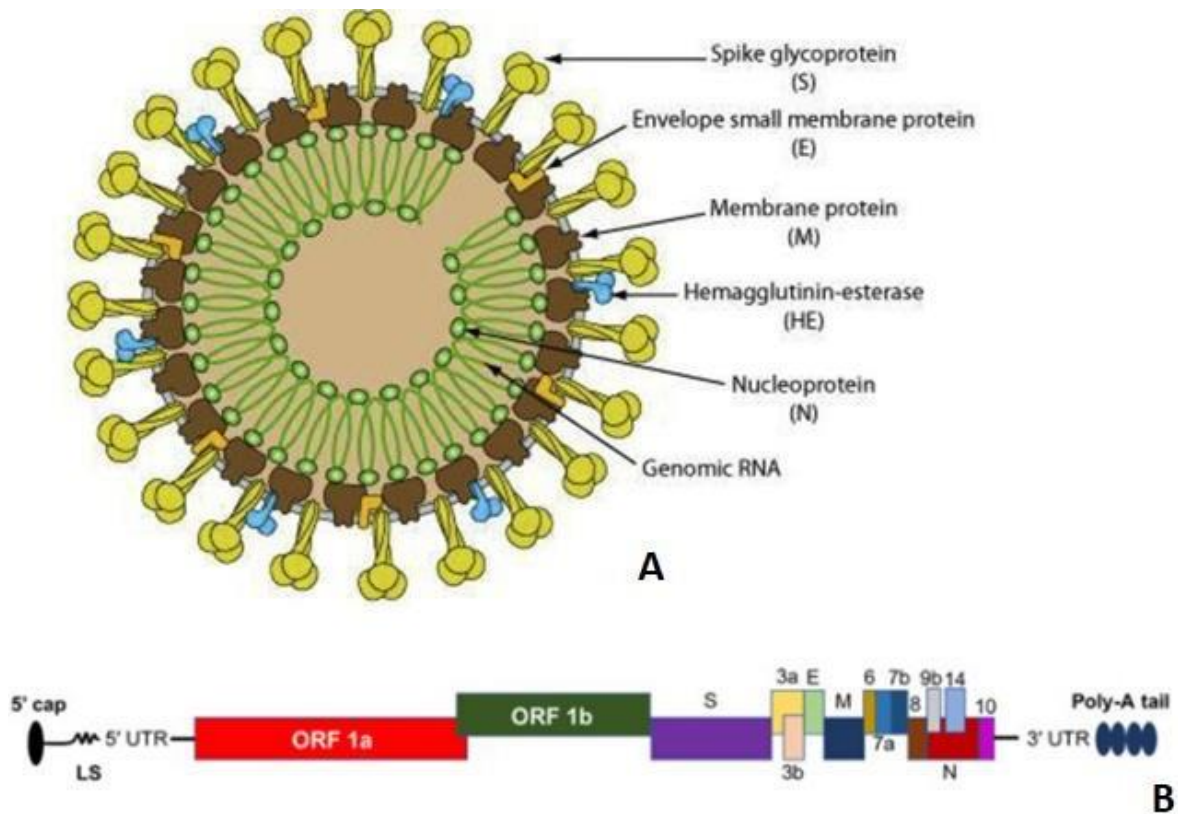 Spike glycoprotein
(S)
Envelope small membrane protein
(E)
Membrane protein
(M)
Hemagglutinin-esterase
(HE)
Nucleoprotein
(N)
Genomic RNA
A
5' cap
LS
5' UTR
ORF 1a
ORF 1b
S
3a E
3b
M
6 7b
7a
8
9b 14
N
10
3' UTR
Poly-A tail
B